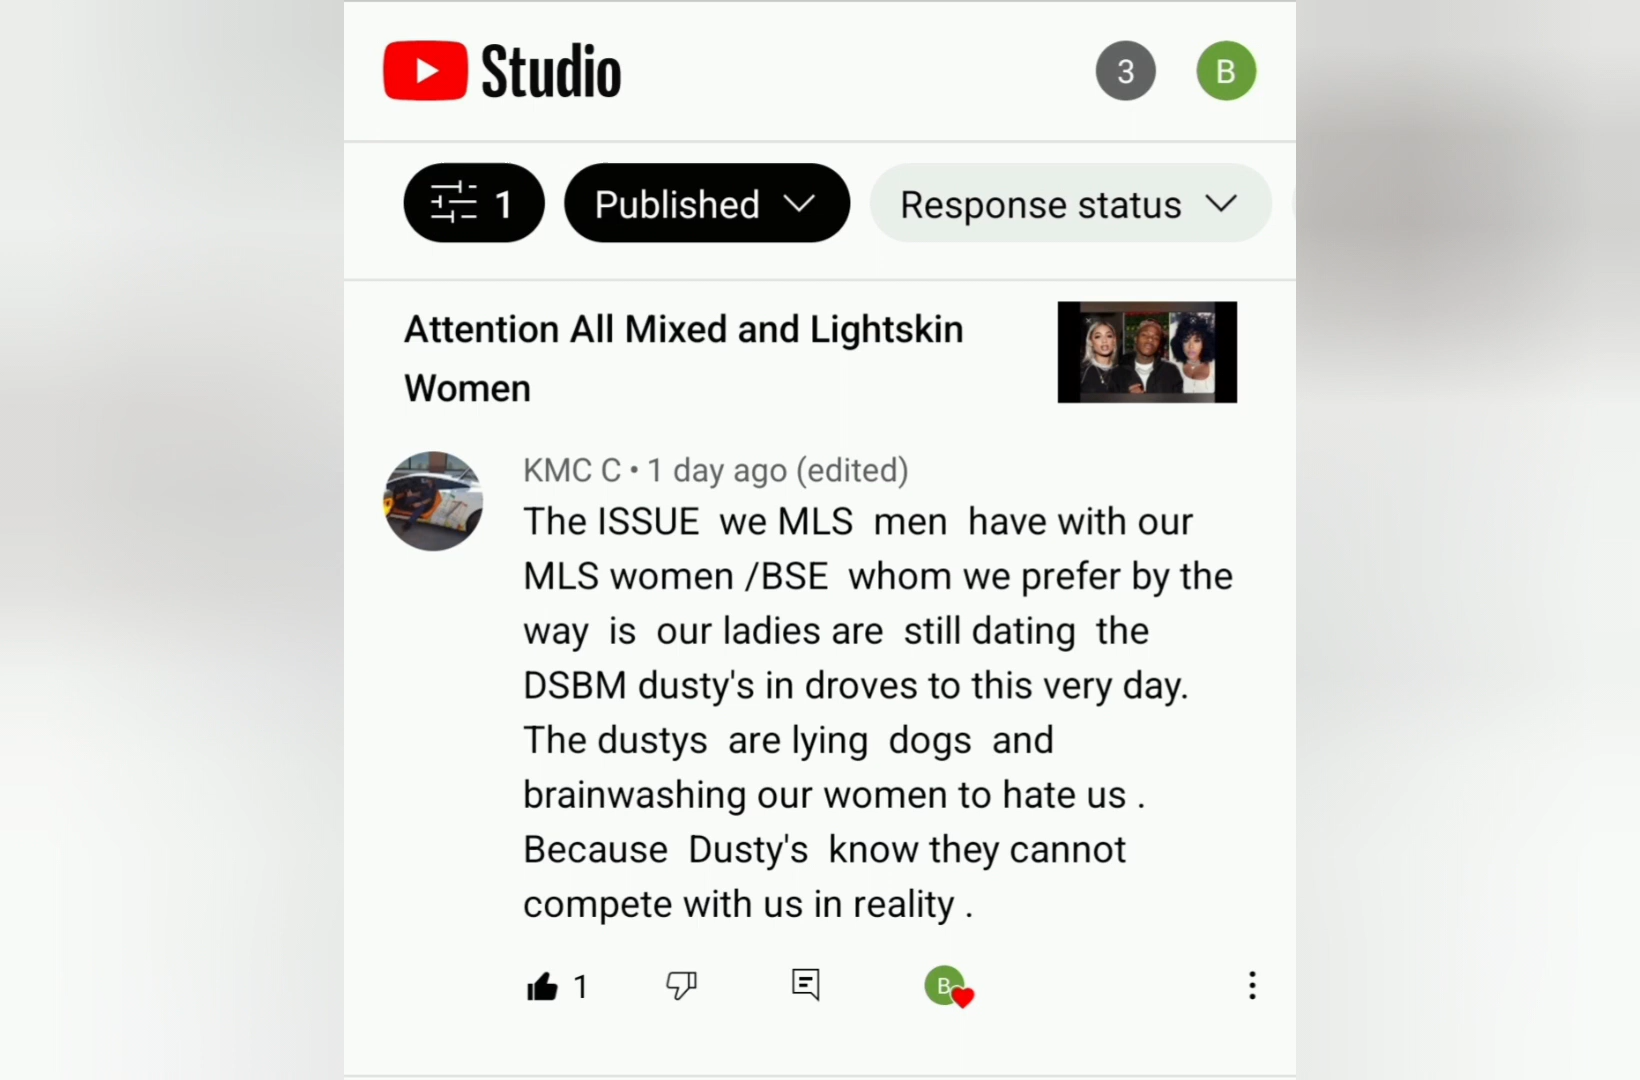 Studio
3
B
1
Published
Response status
Attention All Mixed and Lightskin
Women
KMC C • 1 day ago (edited)
The ISSUE  we MLS  men  have with our
MLS women /BSE  whom we prefer by the
way  is  our ladies are  still dating  the
DSBM dusty's in droves to this very day.
The dustys  are lying  dogs  and
brainwashing our women to hate us .
Because  Dusty's  know they cannot
compete with us in reality .
1
B